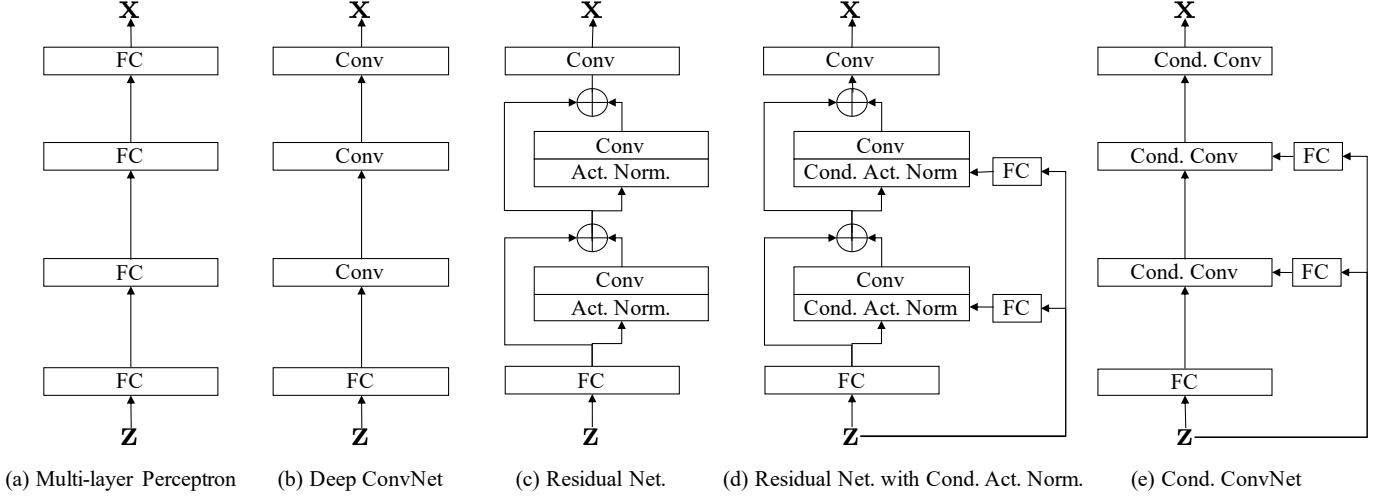 X
FC
FC
FC
FC
Z
(a) Multi-layer Perceptron
X
Conv
Conv
Conv
FC
Z
(b) Deep ConvNet
X
Conv
Conv
Act. Norm.
Conv
Act. Norm.
FC
Z
(c) Residual Net.
X
Conv
Conv
Cond. Act. Norm
FC
Conv
Cond. Act. Norm
FC
FC
Z
(d) Residual Net. with Cond. Act. Norm.
X
Cond. Conv
Cond. Conv
FC
Cond. Conv
FC
FC
Z
(e) Cond. ConvNet